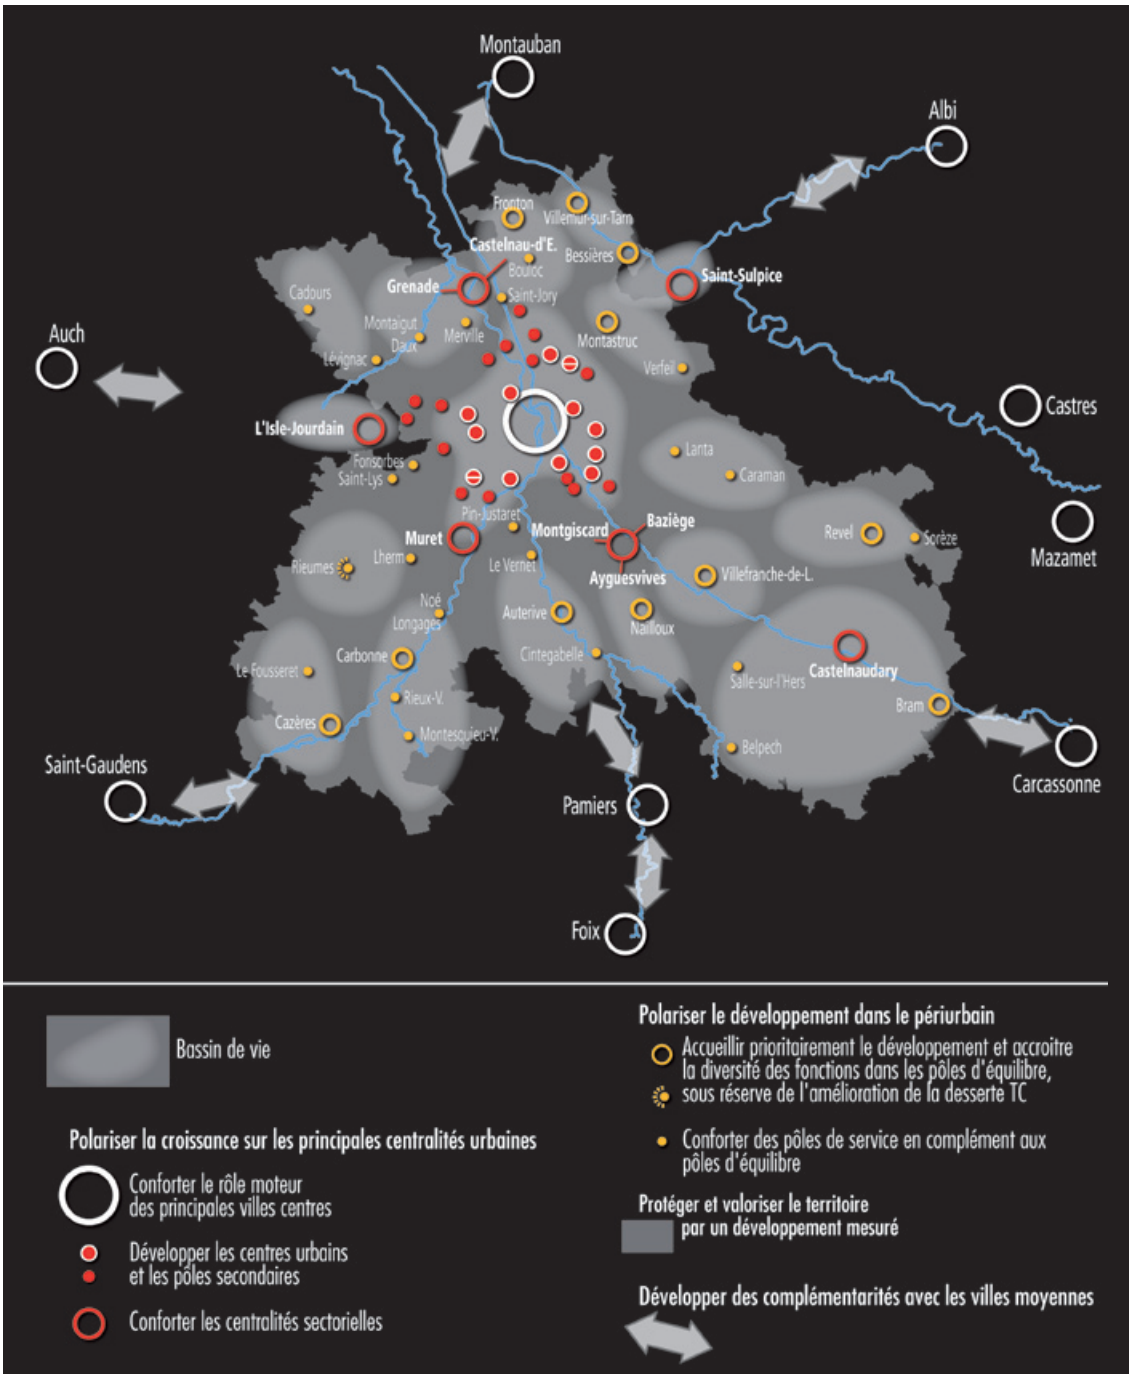 Montauban
Albi
Fronton
Villemur-sur-Tarn
Castelnau-d'E.
Bessières
Bouloc
Saint-Sulpice
Grenade
Saint-Jory
Cadours
Montaigut
Daux
Merville
Auch
Montastruc
Lévignac
Verfeil
Castres
L'Isle-Jourdain
Fonsorbes
Saint-Lys
Lanta
Caraman
Pin-Justaret
Montgiscard
Baziège
Revel
Sorèze
Muret
Mazamet
Rieumes
Lherm
Le Vernet
Ayguesvives
Villefranche-de-L.
Noé
Longages
Auterive
Nailloux
Carbonne
Cintegabelle
Le Fousseret
Salle-sur-l'Hers
Castelnaudary
Rieux-V.
Bram
Cazères
Montesquieu-V.
Belpech
Saint-Gaudens
Carcassonne
Pamiers
Foix
Bassin de vie
Polariser la croissance sur les principales centralités urbaines
Conforter le rôle moteur
des principales villes centres
Développer les centres urbains
et les pôles secondaires
Conforter les centralités sectorielles
Polariser le développement dans le périurbain
Accueillir prioritairement le développement et accroitre
la diversité des fonctions dans les pôles d'équilibre,
sous réserve de l'amélioration de la desserte TC
Conforter des pôles de service en complément aux
pôles d'équilibre
Protéger et valoriser le territoire
par un développement mesuré
Développer des complémentarités avec les villes moyennes